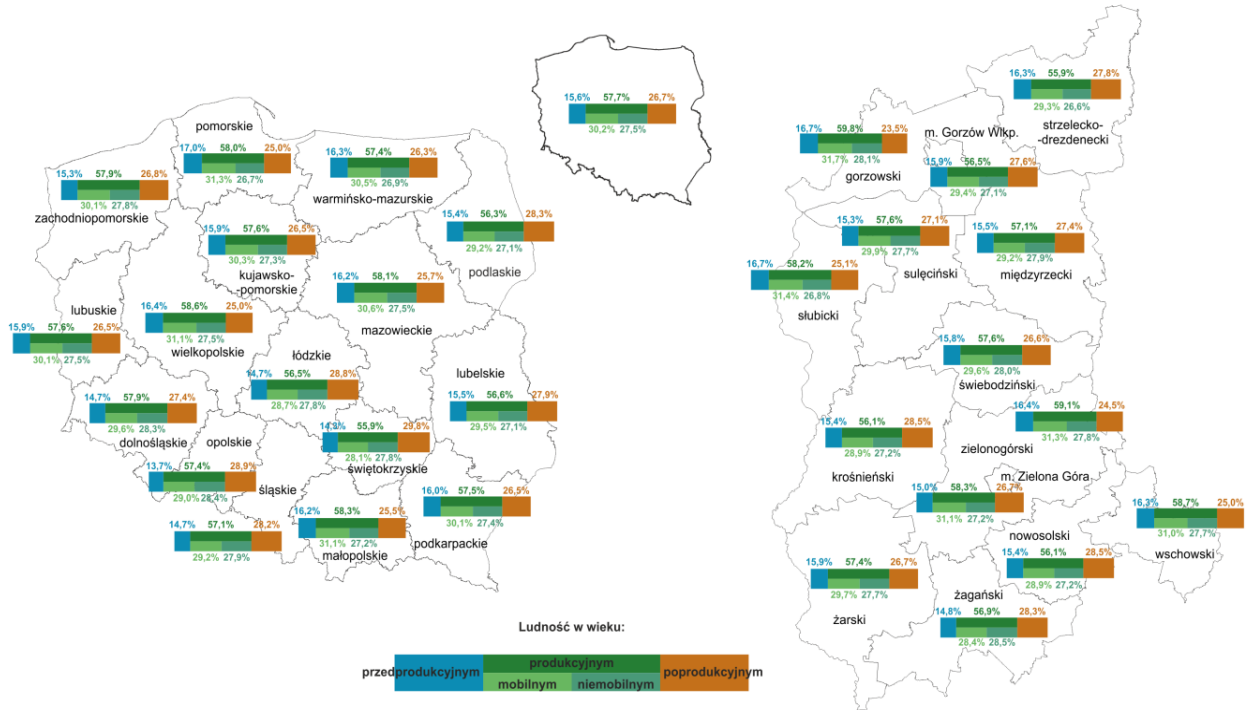 15,6% 57,7% 26,7%
30,2% 27,5%
pomorskie
17,0% 58,0% 25,0%
31,3% 26,7%
16,3% 57,4% 26,3%
30,5% 26,9%
warmińsko-mazurskie
15,3% 57,9% 26,8%
30,1% 27,8%
zachodniopomorskie
15,4% 56,3% 28,3%
29,2% 27,1%
podlaskie
15,9% 57,6% 26,5%
30,3% 27,3%
kujawsko-
-pomorskie
16,2% 58,1% 25,7%
30,6% 27,5%
mazowieckie
lubuskie
15,9% 57,6% 26,5%
30,1% 27,5%
16,4% 58,6% 25,0%
31,1% 27,5%
wielkopolskie
łódzkie
14,7% 56,5% 28,8%
28,7% 27,8%
lubelskie
15,5% 56,6% 27,9%
29,5% 27,1%
14,7% 57,9% 27,4%
29,6% 28,3%
dolnośląskie
opolskie
13,7% 57,4% 28,9%
29,0% 28,4%
14,3% 55,9% 29,8%
28,1% 27,8%
świętokrzyskie
śląskie
14,7% 57,1% 28,2%
29,2% 27,9%
16,2% 58,3% 25,5%
31,1% 27,2%
małopolskie
16,0% 57,5% 26,5%
30,1% 27,4%
podkarpackie
16,3% 55,9% 27,8%
29,3% 26,6%
strzelecko-
-drezdenecki
16,7% 59,8% 23,5%
31,7% 28,1%
gorzowski
m. Gorzów Wlkp.
15,9% 56,5% 27,6%
29,4% 27,1%
15,3% 57,6% 27,1%
29,9% 27,7%
sulęciński
15,5% 57,1% 27,4%
29,2% 27,9%
międzyrzecki
16,7% 58,2% 25,1%
31,4% 26,8%
słubicki
15,8% 57,6% 26,6%
29,6% 28,0%
świebodziński
15,4% 56,1% 28,5%
28,9% 27,2%
krośnieński
16,4% 59,1% 24,5%
31,3% 27,8%
zielonogórski
m. Zielona Góra
15,0% 58,3% 26,7%
31,1% 27,2%
16,3% 58,7% 25,0%
31,0% 27,7%
wschowski
nowosolski
15,4% 56,1% 28,5%
28,9% 27,2%
15,9% 57,4% 26,7%
29,7% 27,7%
żarski
żagański
14,8% 56,9% 28,3%
28,4% 28,5%
Ludność w wieku:
przedprodukcyjnym produkcyjnym poprodukcyjnym
mobilnym niemobilnym